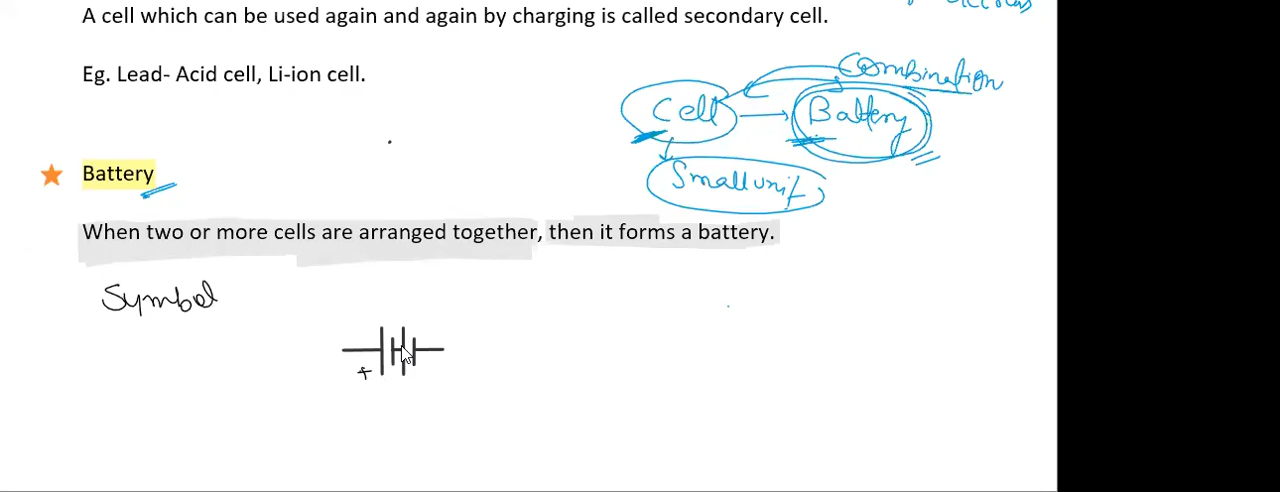 A cell which can be used again and again by charging is called secondary cell.
Eg. Lead- Acid cell, Li-ion cell.
Combination
Cell → Battery
Battery
Small unit
When two or more cells are arranged together, then it forms a battery.
Symbol
+